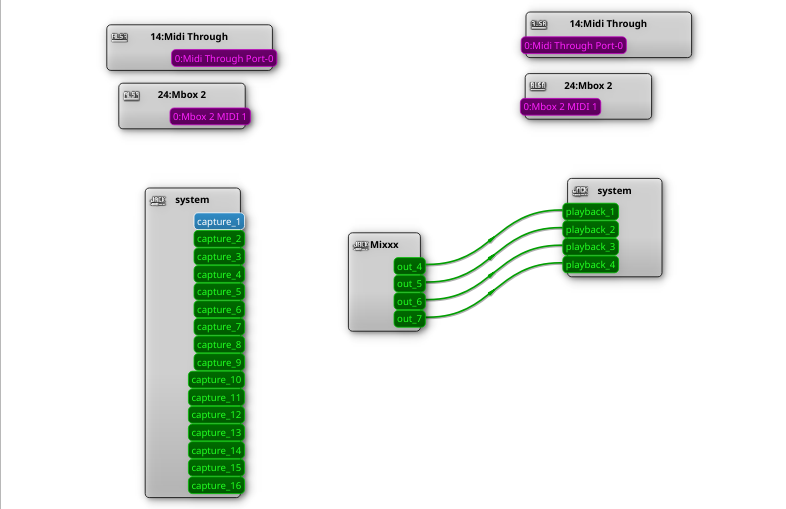 14:Midi Through
0:Midi Through Port-0
24:Mbox 2
0:Mbox 2 MIDI 1
system
capture_1
capture_2
capture_3
capture_4
capture_5
capture_6
capture_7
capture_8
capture_9
capture_10
capture_11
capture_12
capture_13
capture_14
capture_15
capture_16
Mixxx
out_4
out_5
out_6
out_7
14:Midi Through
0:Midi Through Port-0
24:Mbox 2
0:Mbox 2 MIDI 1
system
playback_1
playback_2
playback_3
playback_4